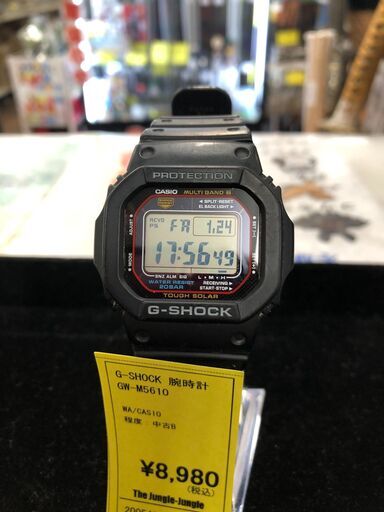 PROTECTION
CASIO MULTI BAND 6
SPLIT-RESET
EL BACK LIGHT
ADJUST
MODE
RCVD
PS
FR 1.24
17:56 49
SNZ ALM SIG L・M・H
WATER RESIST
20BAR
RECEIVING
START-STOP
TOUGH SOLAR
G-SHOCK
G-SHOCK 腕時計
GW-M5610
WA/CASIO
程度：中古B
¥8,980
(税込)
The Jungle-Jungle